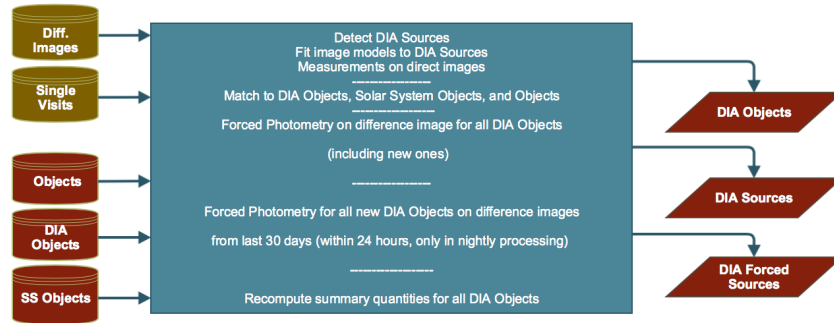 Diff.
Images
Single
Visits
Objects
DIA
Objects
SS Objects
Detect DIA Sources
Fit image models to DIA Sources
Measurements on direct images
--------------------
Match to DIA Objects, Solar System Objects, and Objects
--------------------
Forced Photometry on difference image for all DIA Objects
(including new ones)
--------------------
Forced Photometry for all new DIA Objects on difference images
from last 30 days (within 24 hours, only in nightly processing)
--------------------
Recompute summary quantities for all DIA Objects
DIA Objects
DIA Sources
DIA Forced
Sources